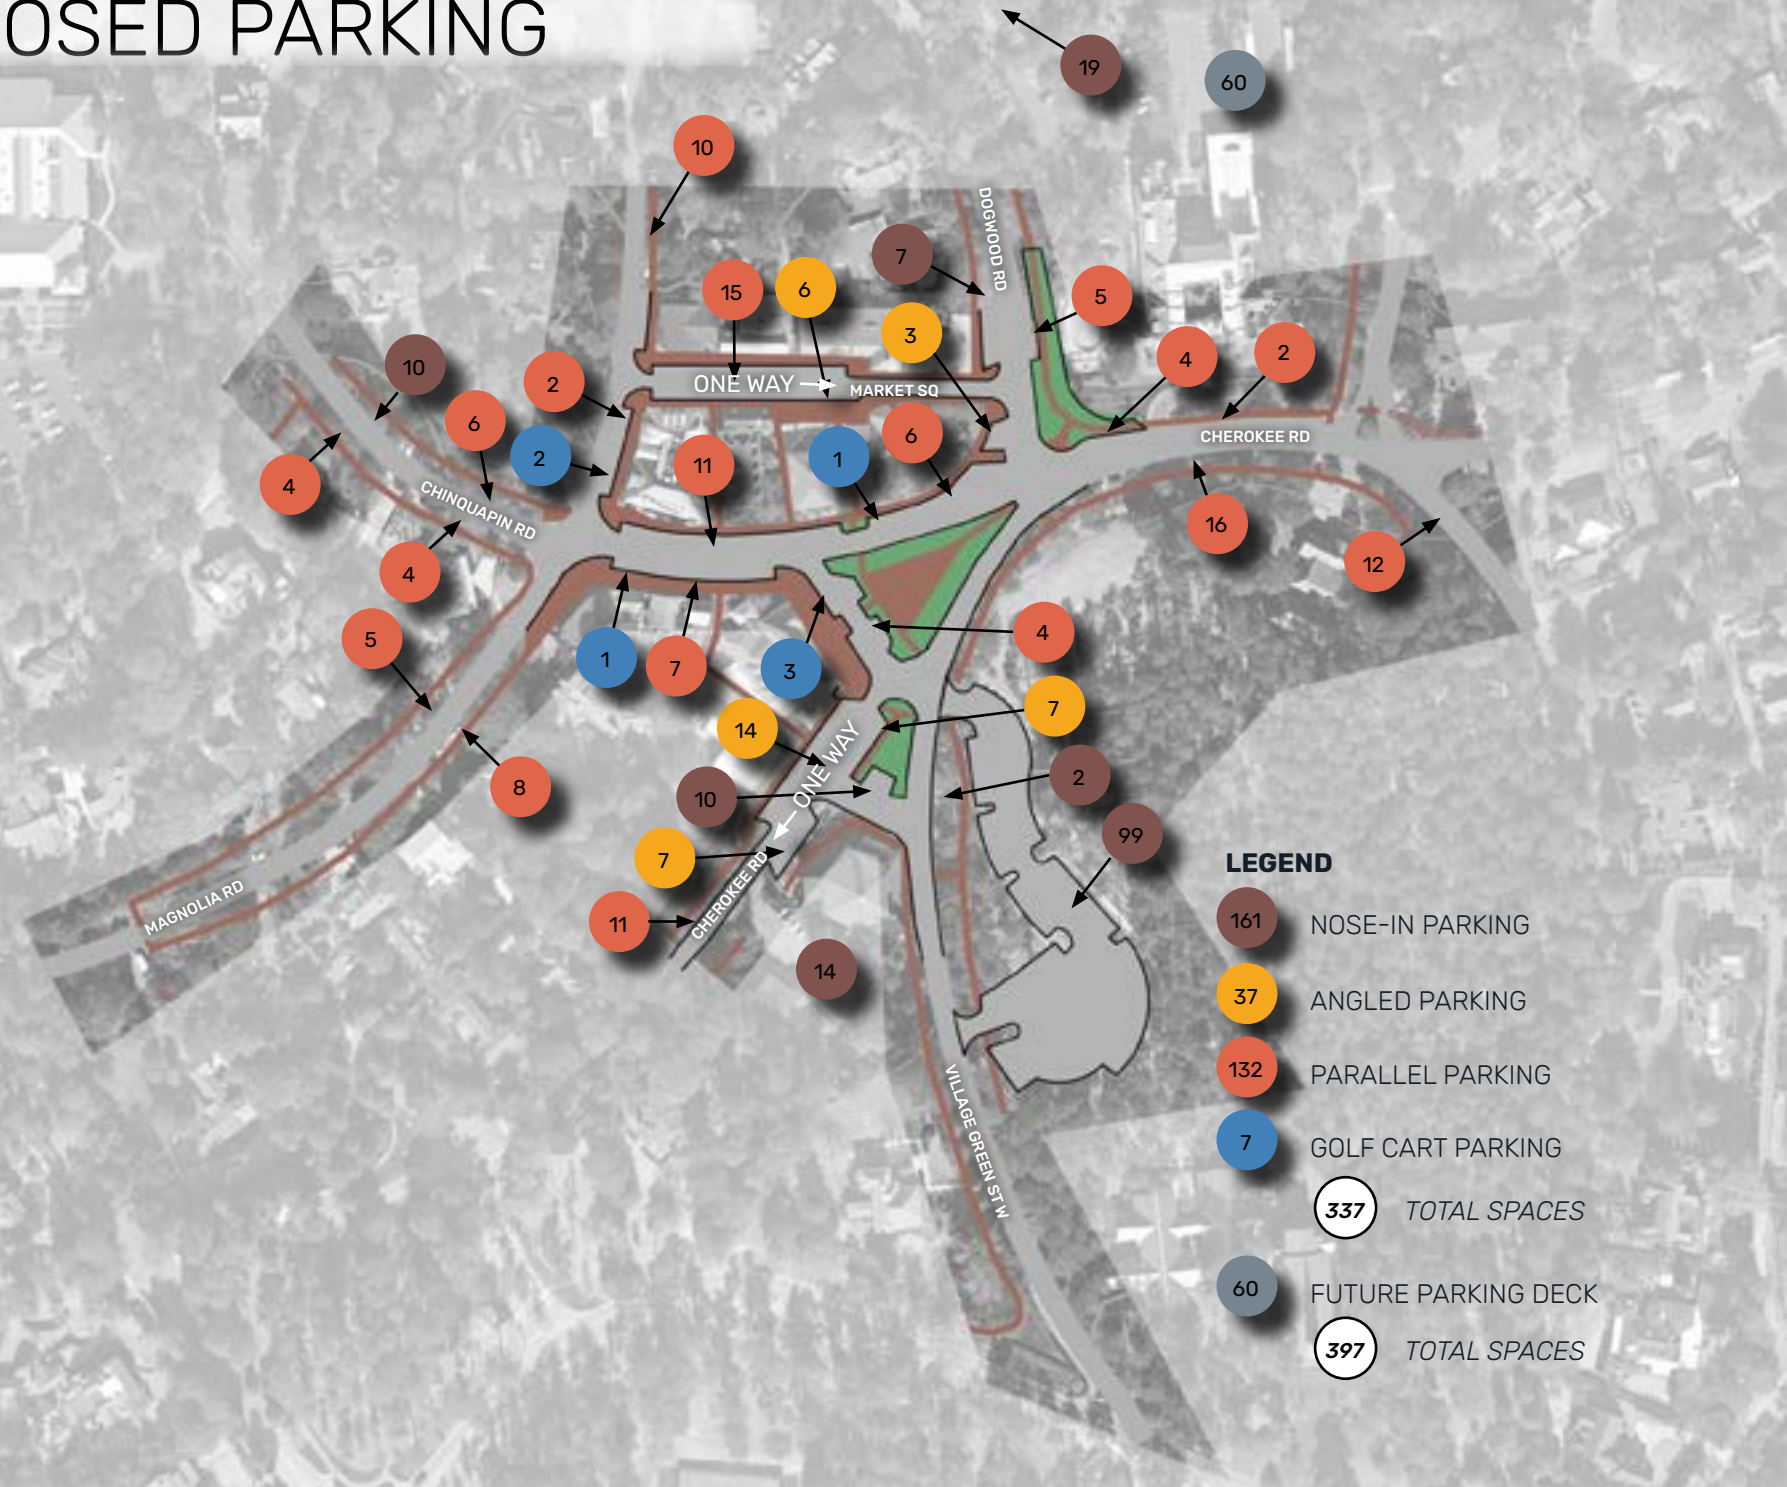 OSED PARKING
19
60
10
7
DOGWOOD RD
15
6
5
3
4
2
10
2
ONE WAY
MARKET SQ
6
6
CHEROKEE RD
2
11
1
4
CHINQUAPIN RD
16
12
4
5
1
7
3
4
14
7
ONE WAY
2
8
10
99
7
CHEROKEE RD
11
MAGNOLIA RD
14
VILLAGE GREEN ST W
LEGEND
161 NOSE-IN PARKING
37 ANGLED PARKING
132 PARALLEL PARKING
7 GOLF CART PARKING
337 TOTAL SPACES
60 FUTURE PARKING DECK
397 TOTAL SPACES